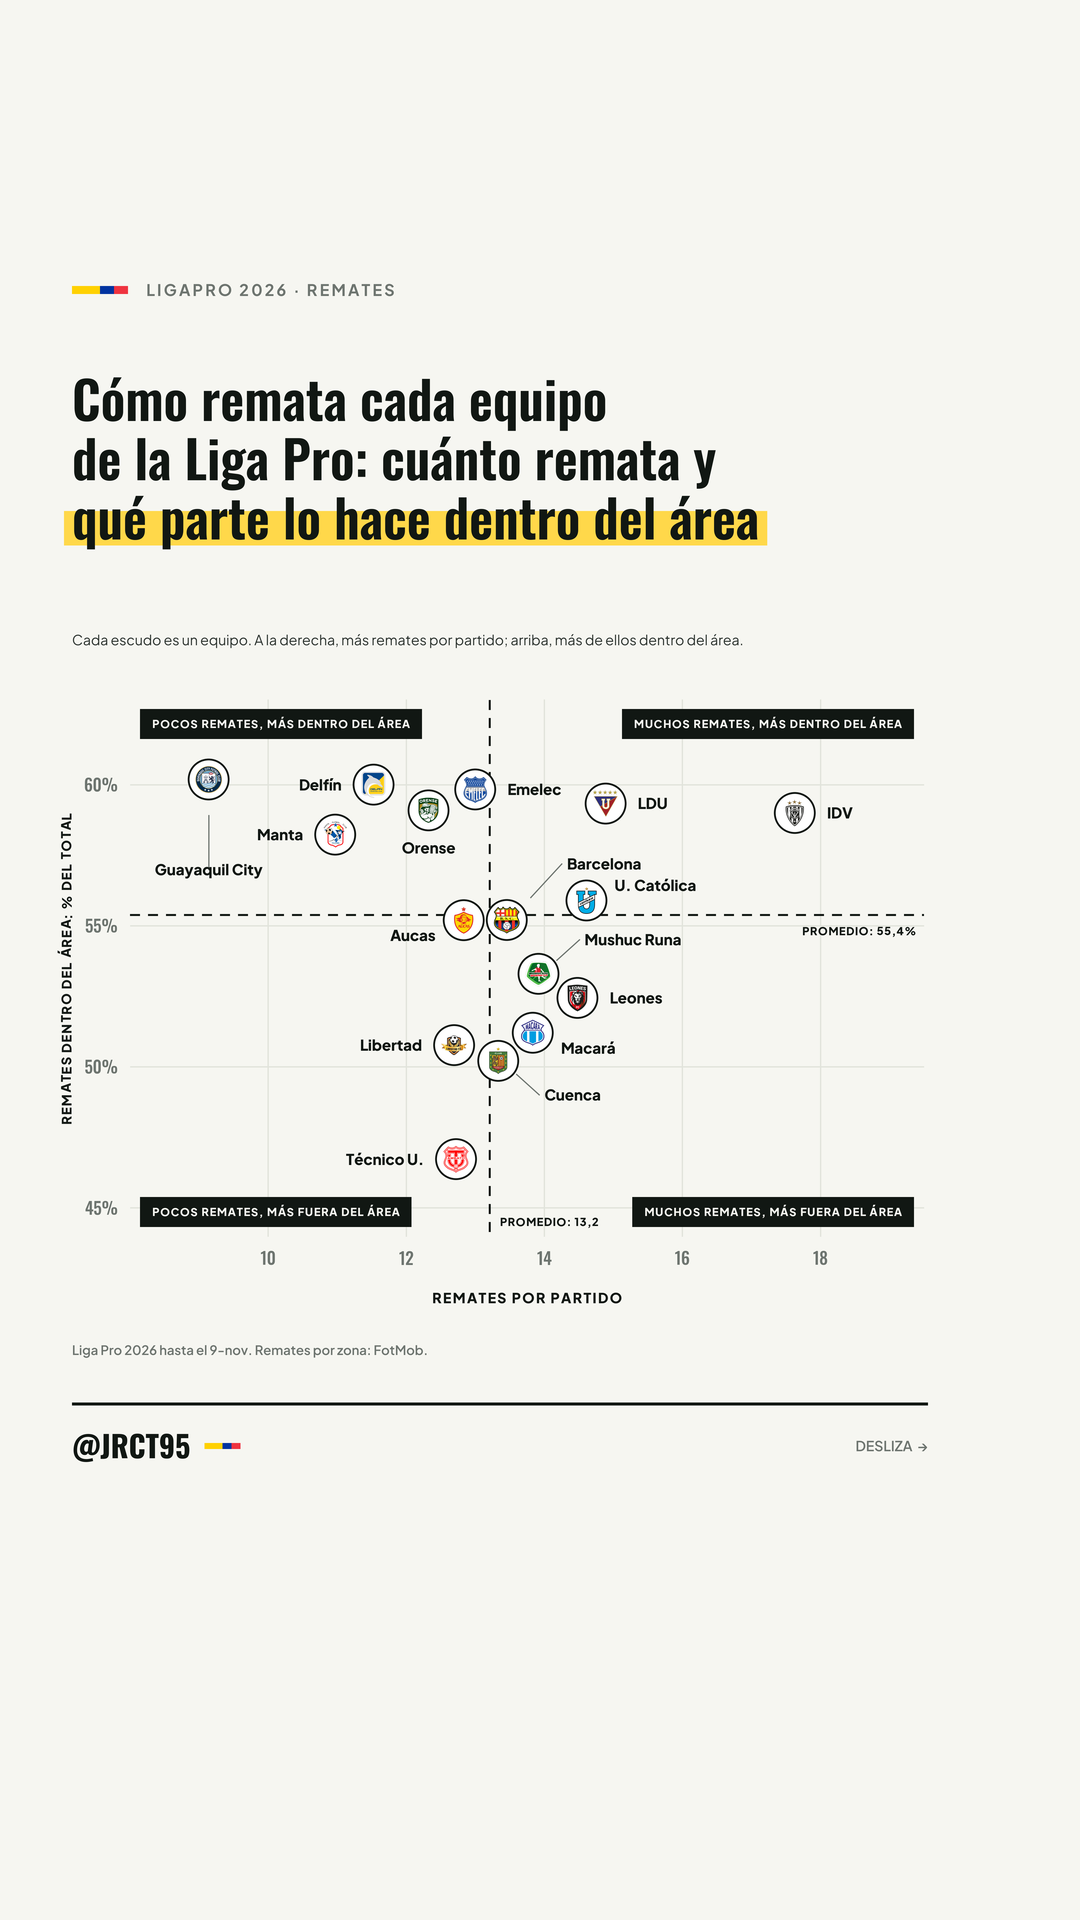 LIGAPRO 2026 · REMATES
Cómo remata cada equipo
de la Liga Pro: cuánto remata y
qué parte lo hace dentro del área
Cada escudo es un equipo. A la derecha, más remates por partido; arriba, más de ellos dentro del área.
POCOS REMATES, MÁS DENTRO DEL ÁREA
MUCHOS REMATES, MÁS DENTRO DEL ÁREA
60%
Delfín
Emelec
LDU
IDV
Manta
Orense
Guayaquil City
Barcelona
U. Católica
55%
PROMEDIO: 55,4%
Aucas
Mushuc Runa
Leones
Libertad
Macará
50%
Cuenca
Técnico U.
REMATES DENTRO DEL ÁREA: % DEL TOTAL
45%
POCOS REMATES, MÁS FUERA DEL ÁREA
PROMEDIO: 13,2
MUCHOS REMATES, MÁS FUERA DEL ÁREA
10 12 14 16 18
REMATES POR PARTIDO
Liga Pro 2026 hasta el 9-nov. Remates por zona: FotMob.
@JRCT95
DESLIZA →